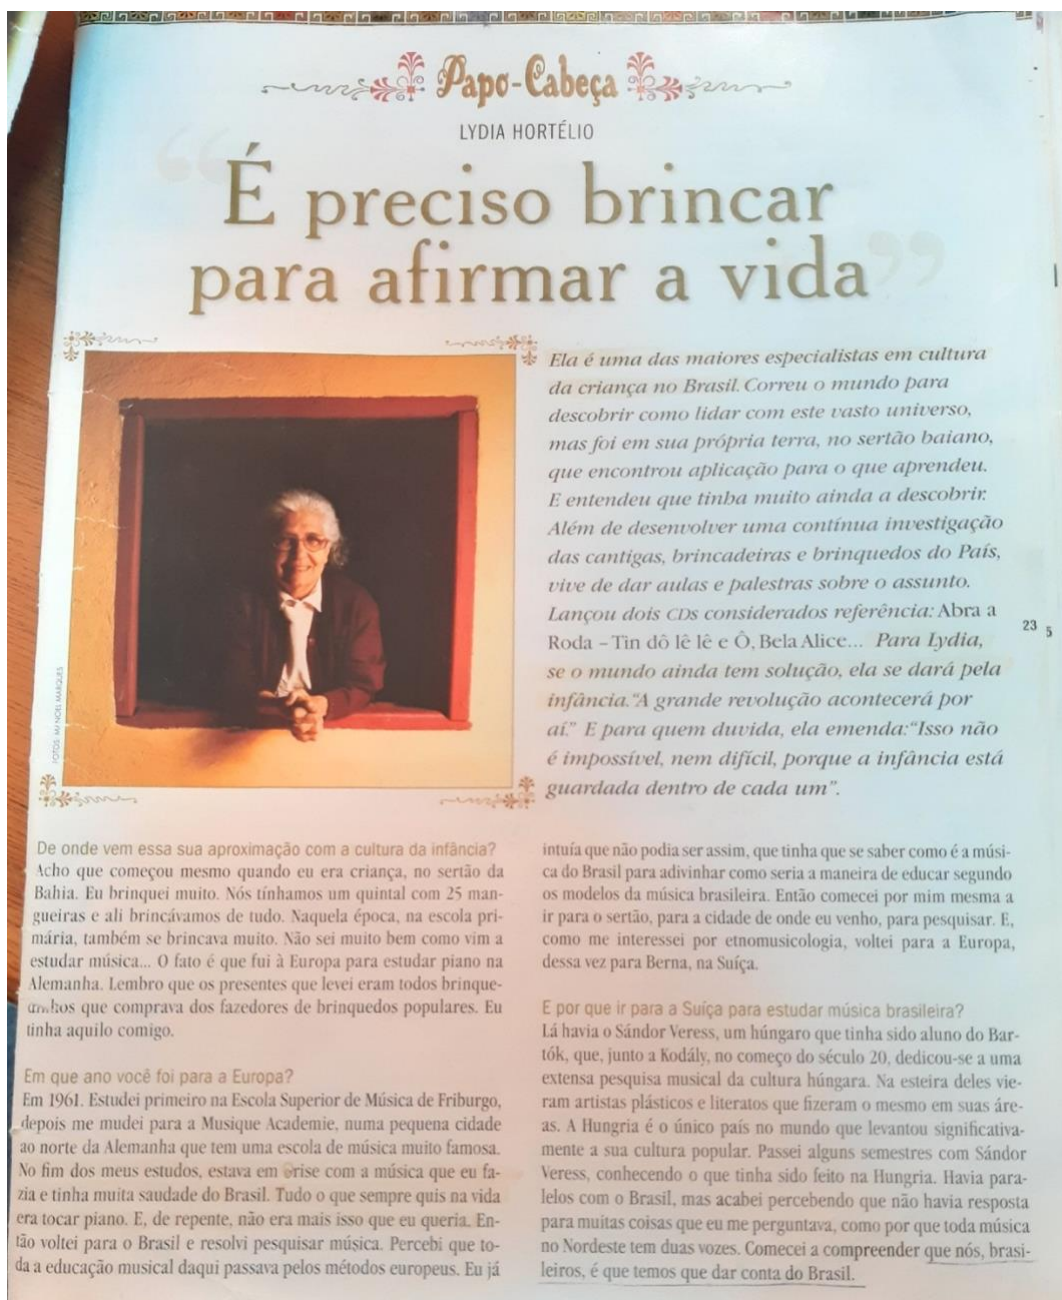 Papo-Cabeça
LYDIA HORTÉLIO
“É preciso brincar
para afirmar a vida”
Ela é uma das maiores especialistas em cultura
da criança no Brasil. Correu o mundo para
descobrir como lidar com este vasto universo,
mas foi em sua própria terra, no sertão baiano,
que encontrou aplicação para o que aprendeu.
E entendeu que tinha muito ainda a descobrir.
Além de desenvolver uma contínua investigação
das cantigas, brincadeiras e brinquedos do País,
vive de dar aulas e palestras sobre o assunto.
Lançou dois CDs considerados referência: Abra a
Roda – Tin dô lê lê e Ô, Bela Alice... Para Lydia,
se o mundo ainda tem solução, ela se dará pela
infância. “A grande revolução acontecerá por
aí.” E para quem duvida, ela emenda: “Isso não
é impossível, nem difícil, porque a infância está
guardada dentro de cada um”.
23
5
FOTOS: MANOEL MARQUES
De onde vem essa sua aproximação com a cultura da infância?
Acho que começou mesmo quando eu era criança, no sertão da
Bahia. Eu brinquei muito. Nós tínhamos um quintal com 25 man-
gueiras e ali brincávamos de tudo. Naquela época, na escola pri-
mária, também se brincava muito. Não sei muito bem como vim a
estudar música... O fato é que fui à Europa para estudar piano na
Alemanha. Lembro que os presentes que levei eram todos brinque-
dinhos que comprava dos fazedores de brinquedos populares. Eu
tinha aquilo comigo.
Em que ano você foi para a Europa?
Em 1961. Estudei primeiro na Escola Superior de Música de Friburgo,
depois me mudei para a Musique Academie, numa pequena cidade
ao norte da Alemanha que tem uma escola de música muito famosa.
No fim dos meus estudos, estava em crise com a música que eu fa-
zia e tinha muita saudade do Brasil. Tudo o que sempre quis na vida
era tocar piano. E, de repente, não era mais isso que eu queria. En-
tão voltei para o Brasil e resolvi pesquisar música. Percebi que to-
da a educação musical daqui passava pelos métodos europeus. Eu já
intuía que não podia ser assim, que tinha que se saber como é a músi-
ca do Brasil para adivinhar como seria a maneira de educar segundo
os modelos da música brasileira. Então comecei por mim mesma a
ir para o sertão, para a cidade de onde eu venho, para pesquisar. E,
como me interessei por etnomusicologia, voltei para a Europa,
dessa vez para Berna, na Suíça.
E por que ir para a Suíça para estudar música brasileira?
Lá havia o Sándor Veress, um húngaro que tinha sido aluno do Bar-
tók, que, junto a Kodály, no começo do século 20, dedicou-se a uma
extensa pesquisa musical da cultura húngara. Na esteira deles vie-
ram artistas plásticos e literatos que fizeram o mesmo em suas áre-
as. A Hungria é o único país no mundo que levantou significativa-
mente a sua cultura popular. Passei alguns semestres com Sándor
Veress, conhecendo o que tinha sido feito na Hungria. Havia para-
lelos com o Brasil, mas acabei percebendo que não havia resposta
para muitas coisas que eu me perguntava, como por que toda música
no Nordeste tem duas vozes. Comecei a compreender que nós, brasi-
leiros, é que temos que dar conta do Brasil.